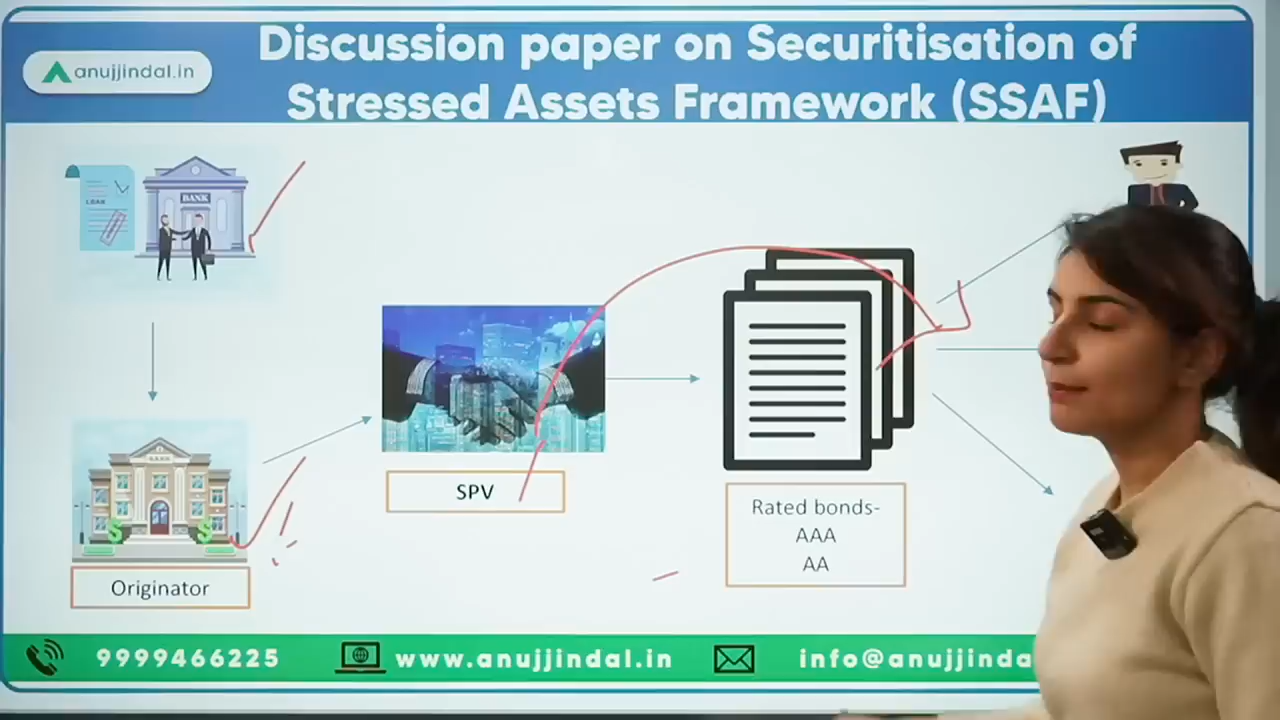 Discussion paper on Securitisation of
Stressed Assets Framework (SSAF)
anujjindal.in
LOAN
BANK
SPV
Rated bonds-
AAA
AA
Originator
9999466225
www.anujjindal.in
info@anujjinda